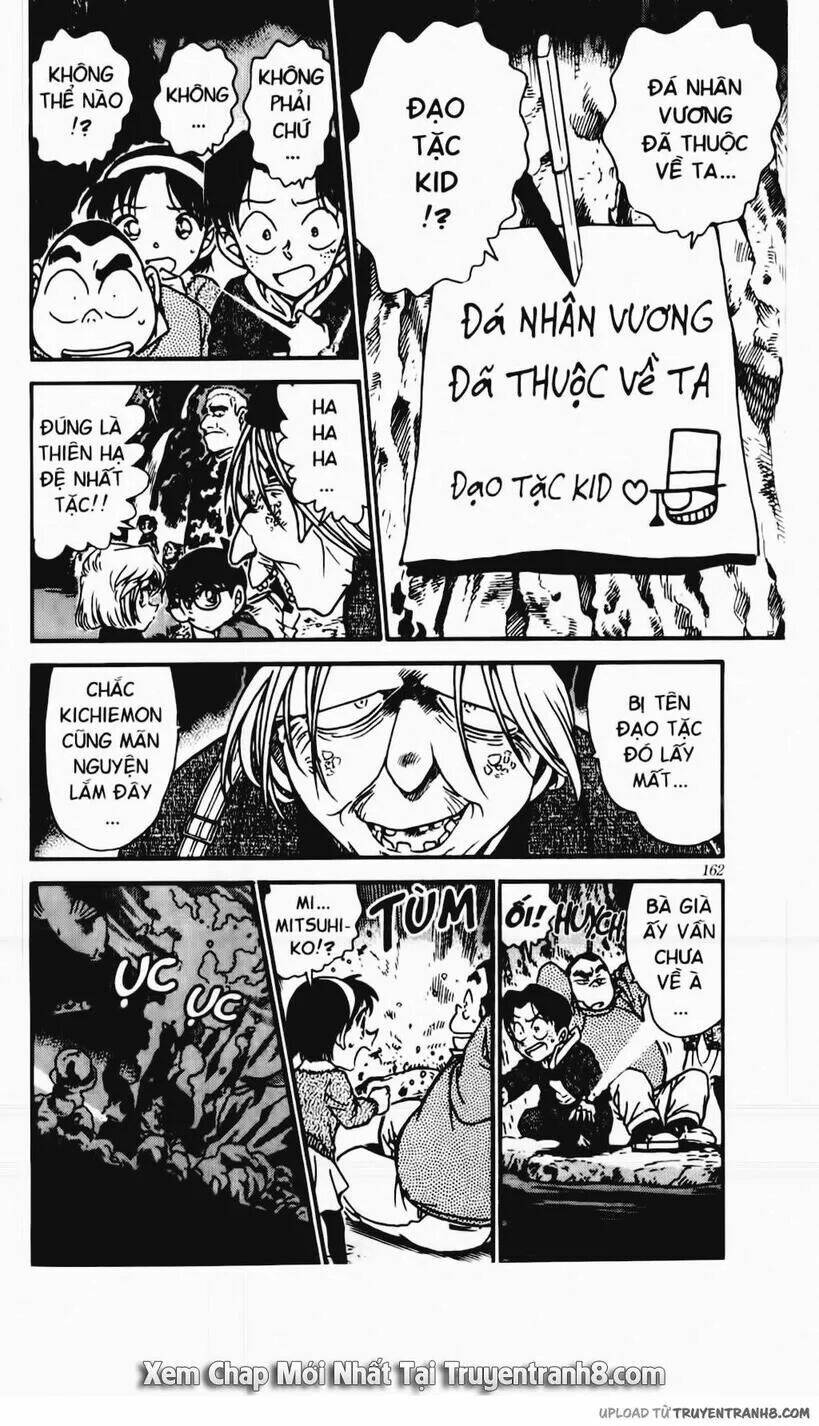 KHÔNG
THỂ NÀO
!?
KHÔNG
...
KHÔNG
PHẢI
CHỨ
...
ĐẠO
TẶC
KID
!?
ĐÁ NHÂN
VƯƠNG
ĐÃ THUỘC
VỀ TA...
ĐÁ NHÂN VƯƠNG
ĐÃ THUỘC VỀ TA
ĐẠO TẶC KID ♡
ĐÚNG LÀ
THIÊN HẠ
ĐỆ NHẤT
TẶC!!
HA
HA
HA
...
CHẮC
KICHIEMON
CŨNG MÃN
NGUYỆN
LẮM ĐÂY
...
BỊ TÊN
ĐẠO TẶC
ĐÓ LẤY
MẤT...
162
ỤC
ỤC
MI...
MITSUHI-
KO!?
TÙM
ỐI!
HUỴCH
BÀ GIÀ
ẤY VẪN
CHƯA
VỀ À
...
Xem Chap Mới Nhất Tại Truyentranh8.com
UPLOAD TỪ TRUYENTRANH8.COM